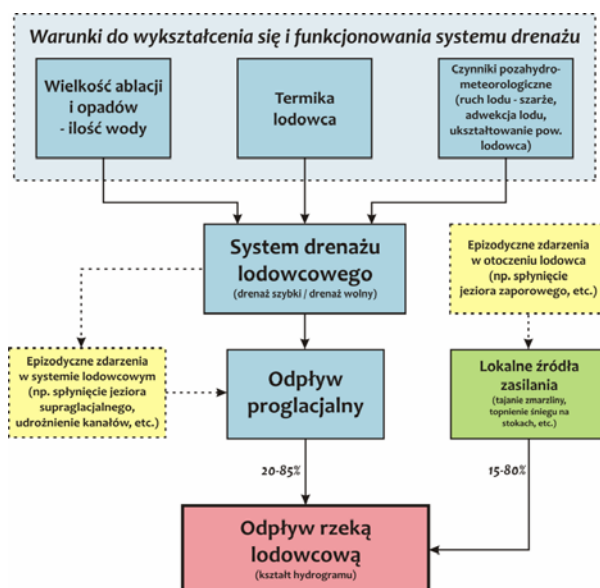 Warunki do wykształcenia się i funkcjonowania systemu drenażu
Wielkość ablacji
i opadów
- ilość wody
Termika
lodowca
Czynniki pozahydro-
meteorologiczne
(ruch lodu - szarże,
adwekcja lodu,
ukształtowanie pow.
lodowca)
System drenażu
lodowcowego
(drenaż szybki / drenaż wolny)
Epizodyczne zdarzenia
w otoczeniu lodowca
(np. spłynięcie
jeziora zaporowego, etc.)
Epizodyczne zdarzenia
w systemie lodowcowym
(np. spłynięcie jeziora
supraglacjalnego,
udrożnienie kanałów, etc.)
Odpływ
proglacjalny
Lokalne źródła
zasilania
(tajanie zmarzliny,
topnienie śniegu na
stokach, etc.)
20-85%
15-80%
Odpływ rzeką
lodowcową
(kształt hydrogramu)